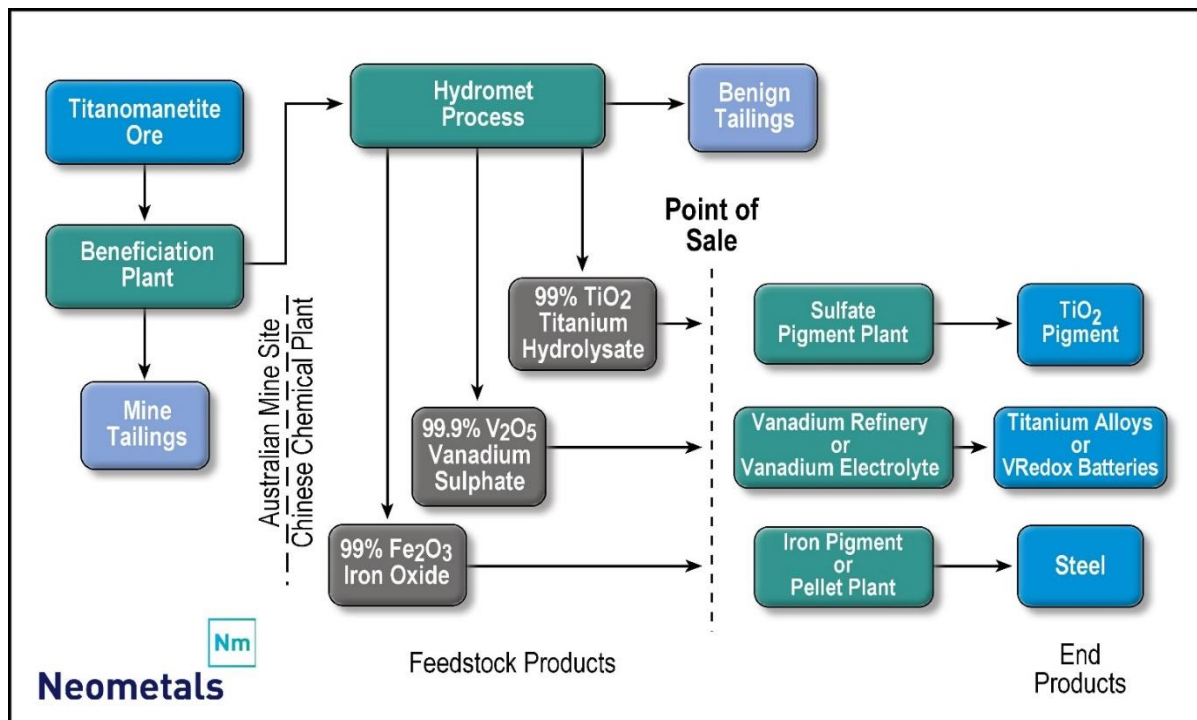 Titanomanetite
Ore
Beneficiation
Plant
Mine
Tailings
Australian Mine Site
Chinese Chemical Plant
Hydromet
Process
Benign
Tailings
99% TiO₂
Titanium
Hydrolysate
99.9% V₂O₅
Vanadium
Sulphate
99% Fe₂O₃
Iron Oxide
Point of
Sale
Sulfate
Pigment Plant
TiO₂
Pigment
Vanadium Refinery
or
Vanadium Electrolyte
Titanium Alloys
or
VRedox Batteries
Iron Pigment
or
Pellet Plant
Steel
Nm
Neometals
Feedstock Products
End
Products